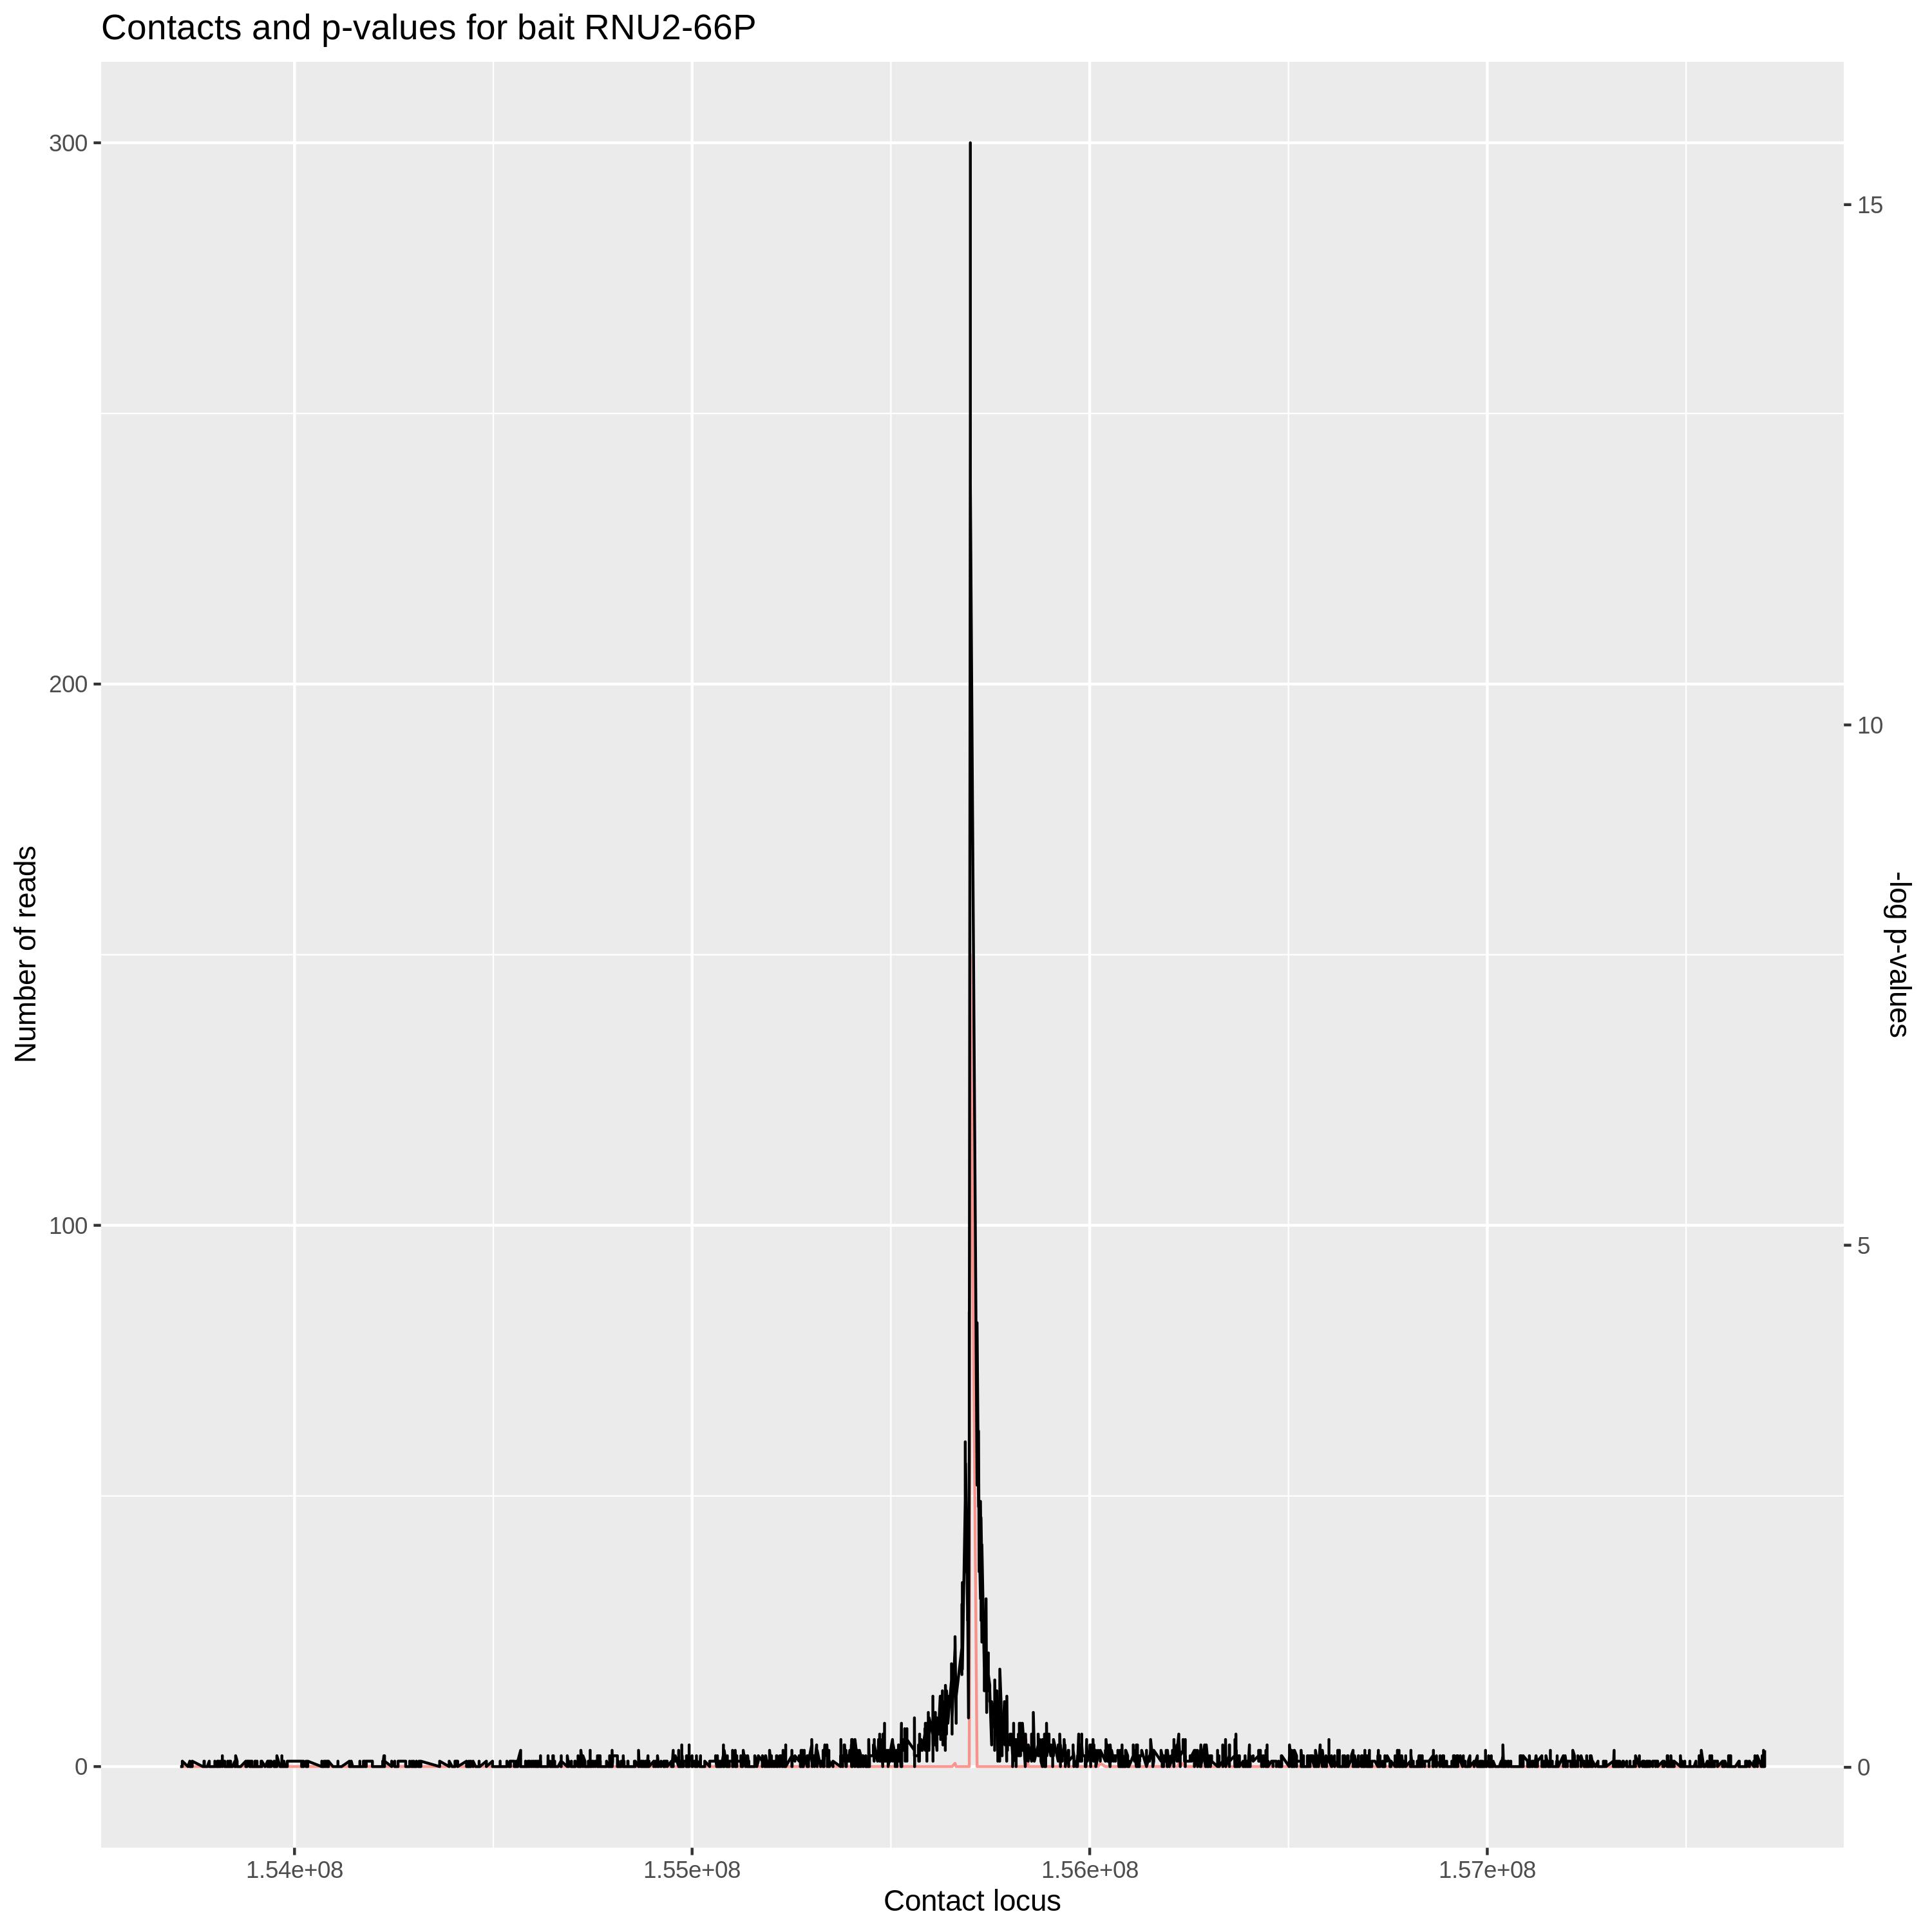 Contacts and p-values for bait RNU2-66P
300
200
100
0
15
10
5
0
Number of reads
-log p-values
1.54e+08
1.55e+08
1.56e+08
1.57e+08
Contact locus